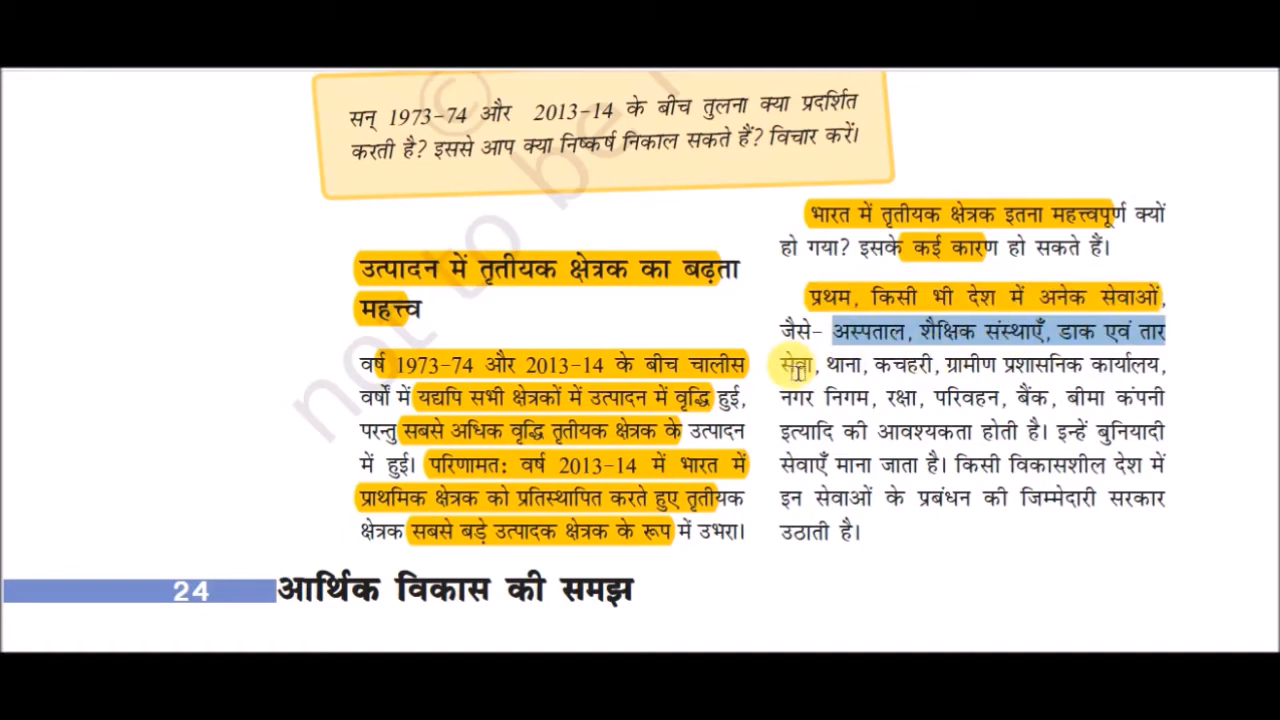 सन् 1973-74 और 2013-14 के बीच तुलना क्या प्रदर्शित
करती है? इससे आप क्या निष्कर्ष निकाल सकते हैं? विचार करें।
उत्पादन में तृतीयक क्षेत्रक का बढ़ता
महत्त्व
वर्ष 1973-74 और 2013-14 के बीच चालीस
वर्षों में यद्यपि सभी क्षेत्रकों में उत्पादन में वृद्धि हुई,
परन्तु सबसे अधिक वृद्धि तृतीयक क्षेत्रक के उत्पादन
में हुई। परिणामत: वर्ष 2013-14 में भारत में
प्राथमिक क्षेत्रक को प्रतिस्थापित करते हुए तृतीयक
क्षेत्रक सबसे बड़े उत्पादक क्षेत्रक के रूप में उभरा।
भारत में तृतीयक क्षेत्रक इतना महत्त्वपूर्ण क्यों
हो गया? इसके कई कारण हो सकते हैं।
प्रथम, किसी भी देश में अनेक सेवाओं,
जैसे- अस्पताल, शैक्षिक संस्थाएँ, डाक एवं तार
सेवा, थाना, कचहरी, ग्रामीण प्रशासनिक कार्यालय,
नगर निगम, रक्षा, परिवहन, बैंक, बीमा कंपनी
इत्यादि की आवश्यकता होती है। इन्हें बुनियादी
सेवाएँ माना जाता है। किसी विकासशील देश में
इन सेवाओं के प्रबंधन की जिम्मेदारी सरकार
उठाती है।
24 आर्थिक विकास की समझ
© not to be